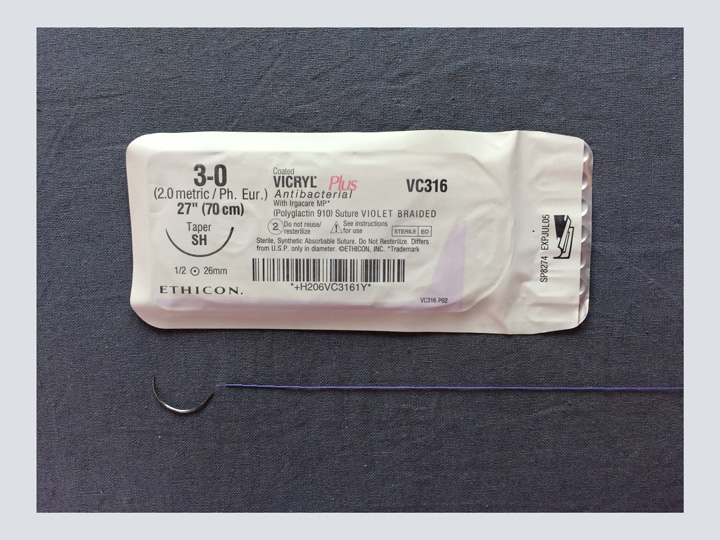 3-0
(2.0 metric / Ph. Eur.)
27" (70 cm)
Taper
SH
1/2 26mm
ETHICON.
Coated
VICRYL* Plus
Antibacterial
With Irgacare MP*
(Polyglactin 910) Suture VIOLET BRAIDED
2 Do not reuse/ resterilize
See instructions for use
STERILE EO
Sterile, Synthetic Absorbable Suture. Do Not Resterilize. Differs
from U.S.P. only in diameter. ©ETHICON, INC. *Trademark
*+H206VC3161Y*
VC316
VC316.P02
SP8274 EXPJUL05